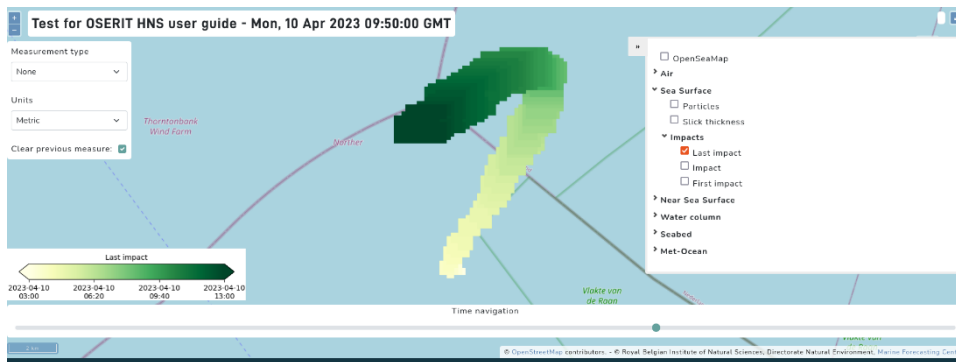 +
−
Test for OSERIT HNS user guide - Mon, 10 Apr 2023 09:50:00 GMT
Measurement type
None
Units
Metric
Clear previous measure:
Thorntonbank
Wind Farm
Norther
»
OpenSeaMap
Air
Sea Surface
Particles
Slick thickness
Impacts
Last impact
Impact
First impact
Near Sea Surface
Water column
Seabed
Met-Ocean
Last impact
2023-04-10 2023-04-10 2023-04-10 2023-04-10
03:00 06:20 09:40 13:00
Vlakte van
de Raan
Time navigation
2 km
© OpenStreetMap contributors. - © Royal Belgian Institute of Natural Sciences, Directorate Natural Environment, Marine Forecasting Cent